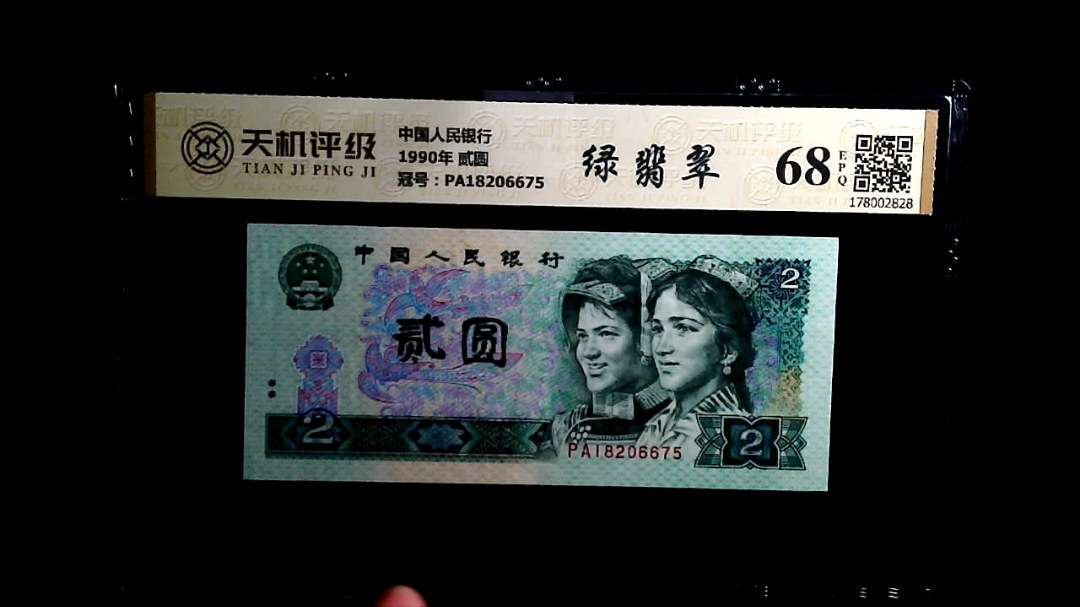 天机评级
TIAN JI PING JI
中国人民银行
1990年 贰圆
冠号：PA18206675
绿翡翠
68
EPQ
178002828
中国人民银行
2
贰圆
2
PA18206675
2